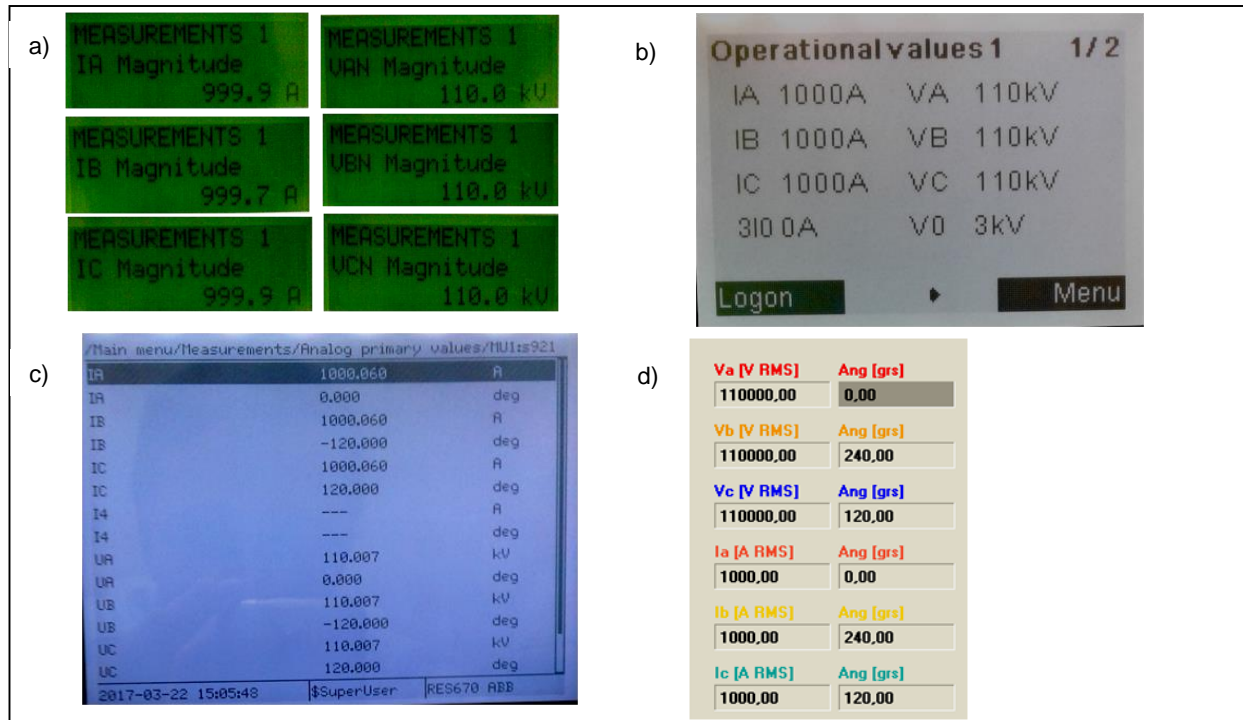 a)
MEASUREMENTS 1
IA Magnitude
999.9 A
MEASUREMENTS 1
VAN Magnitude
110.0 kV
MEASUREMENTS 1
IB Magnitude
999.7 A
MEASUREMENTS 1
VBN Magnitude
110.0 kV
MEASUREMENTS 1
IC Magnitude
999.9 A
MEASUREMENTS 1
VCN Magnitude
110.0 kV
b)
Operational values 1 1/2
IA 1000A VA 110kV
IB 1000A VB 110kV
IC 1000A VC 110kV
3I0 0A V0 3kV
Logon Menu
c)
/Main menu/Measurements/Analog primary values/MU1:s921
IA 1000.060 A
IA 0.000 deg
IB 1000.060 A
IB -120.000 deg
IC 1000.060 A
IC 120.000 deg
I4 --- A
I4 --- deg
UA 110.007 kV
UA 0.000 deg
UB 110.007 kV
UB -120.000 deg
UC 110.007 kV
UC 120.000 deg
2017-03-22 15:05:48 $SuperUser RES670 ABB
d)
Va [V RMS] Ang [grs]
110000,00 0,00
Vb [V RMS] Ang [grs]
110000,00 240,00
Vc [V RMS] Ang [grs]
110000,00 120,00
Ia [A RMS] Ang [grs]
1000,00 0,00
Ib [A RMS] Ang [grs]
1000,00 240,00
Ic [A RMS] Ang [grs]
1000,00 120,00